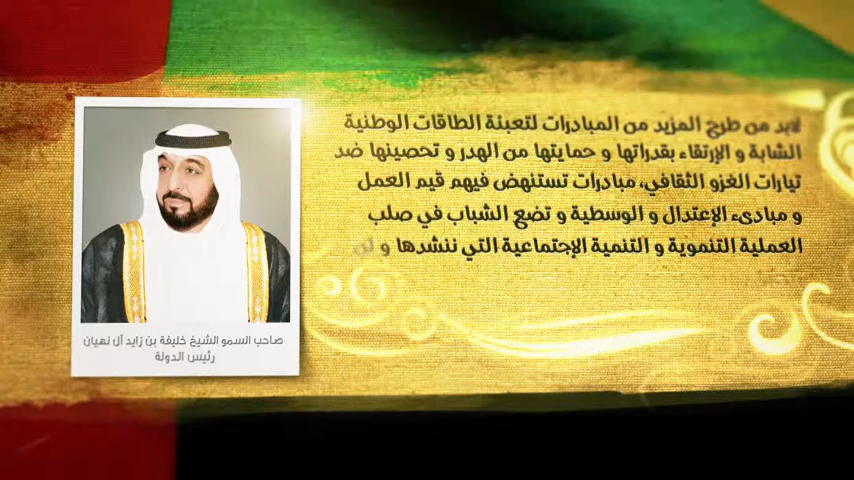 لابد من طرح المزيد من المبادرات لتعبئة الطاقات الوطنية
الشابة و الإرتقاء بقدراتها و حمايتها من الهدر و تحصينها ضد
تيارات الغزو الثقافي، مبادرات تستنهض فيهم قيم العمل
و مبادىء الإعتدال و الوسطية و تضع الشباب في صلب
العملية التنموية و التنمية الإجتماعية التي ننشدها و لن
صاحب السمو الشيخ خليفة بن زايد آل نهيان
رئيس الدولة